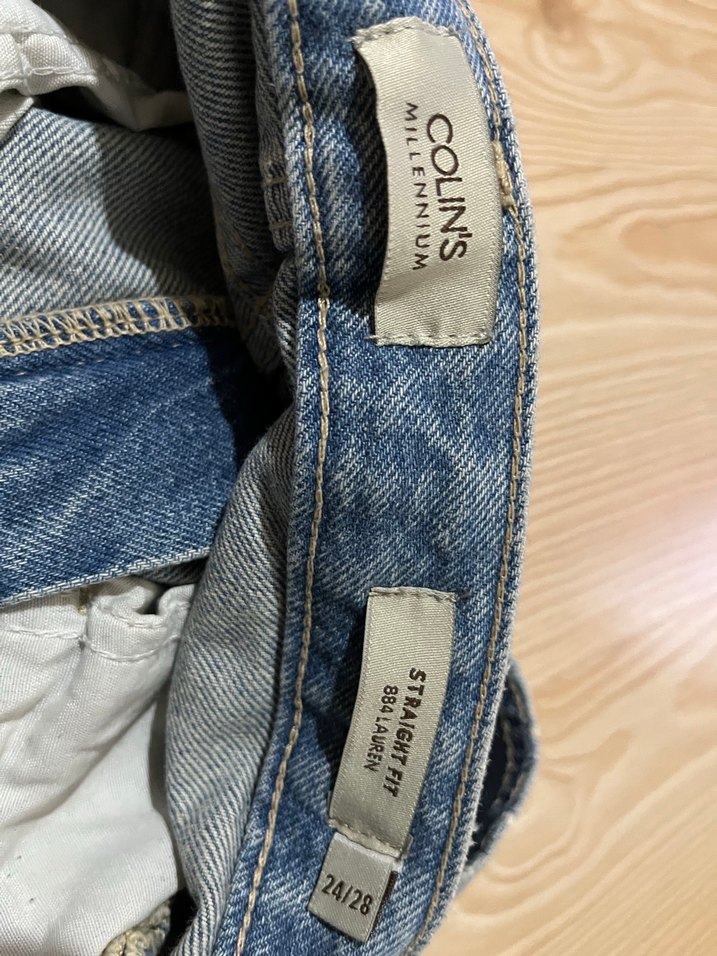 COLIN'S
MILLENNIUM
STRAIGHT FIT
884 LAUREN
24/28